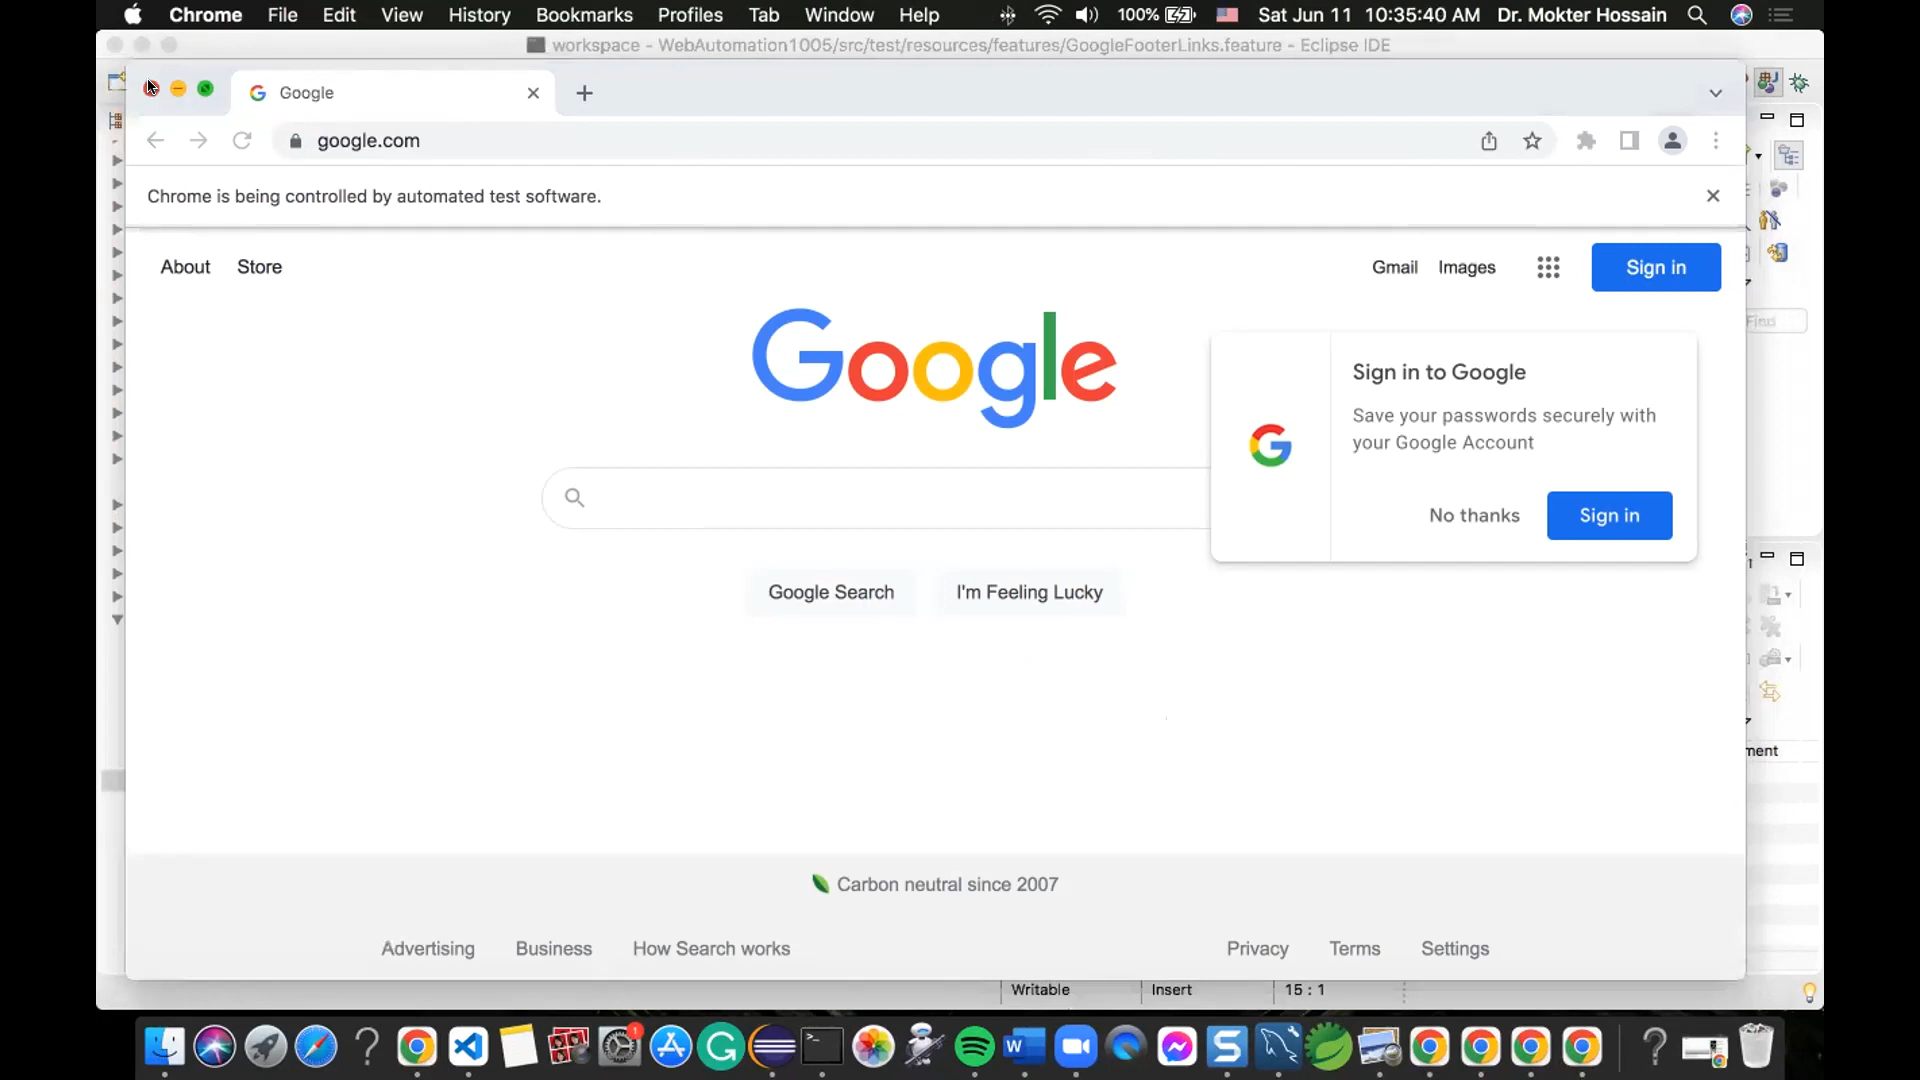 Chrome File Edit View History Bookmarks Profiles Tab Window Help 100% Sat Jun 11 10:35:40 AM Dr. Mokter Hossain
workspace - WebAutomation1005/src/test/resources/features/GoogleFooterLinks.feature - Eclipse IDE
Google
google.com
Chrome is being controlled by automated test software.
About Store Gmail Images Sign in
Google
Find
Sign in to Google
Save your passwords securely with
your Google Account
No thanks Sign in
Google Search I'm Feeling Lucky
ment
Carbon neutral since 2007
Advertising Business How Search works Privacy Terms Settings
Writable Insert 15 : 1